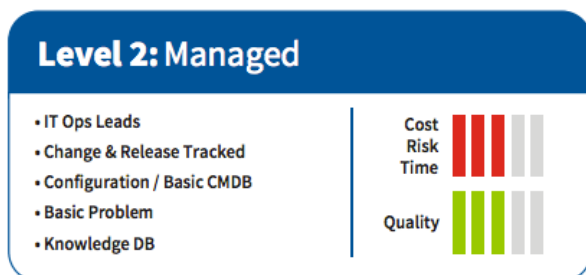 Level 2: Managed
• IT Ops Leads
• Change & Release Tracked
• Configuration / Basic CMDB
• Basic Problem
• Knowledge DB
Cost
Risk
Time
Quality